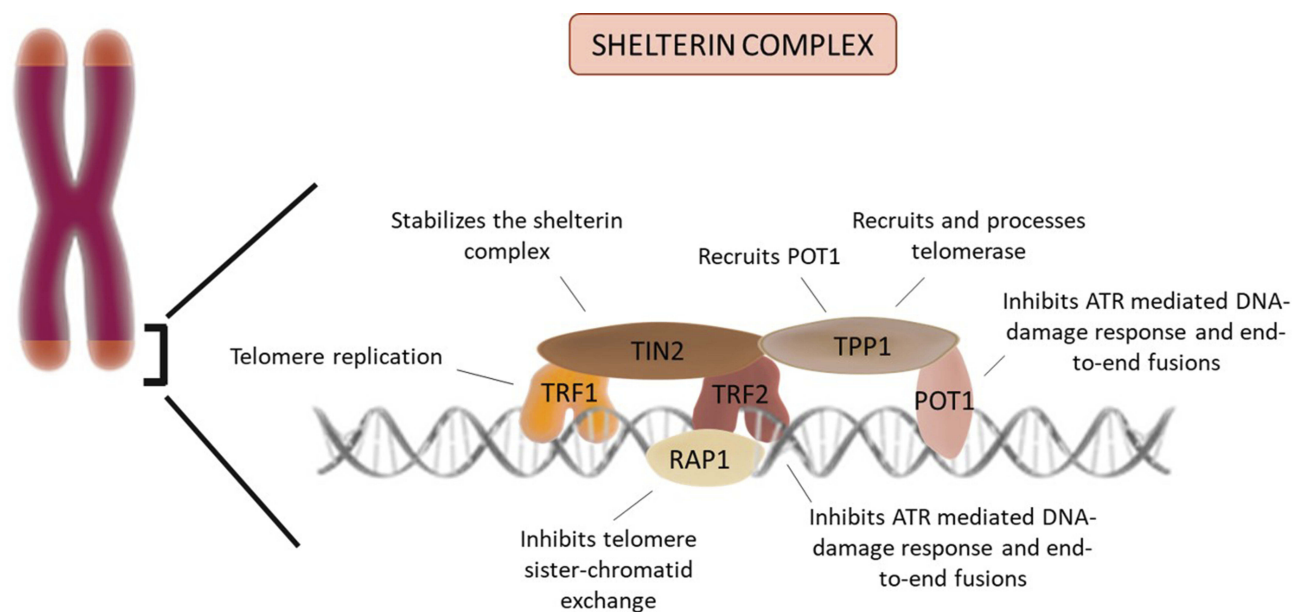 SHELTERIN COMPLEX
Stabilizes the shelterin
complex
Recruits POT1
Recruits and processes
telomerase
Inhibits ATR mediated DNA-
damage response and end-
to-end fusions
Telomere replication
TIN2
TPP1
TRF1
TRF2
POT1
RAP1
Inhibits telomere
sister-chromatid
exchange
Inhibits ATR mediated DNA-
damage response and end-
to-end fusions